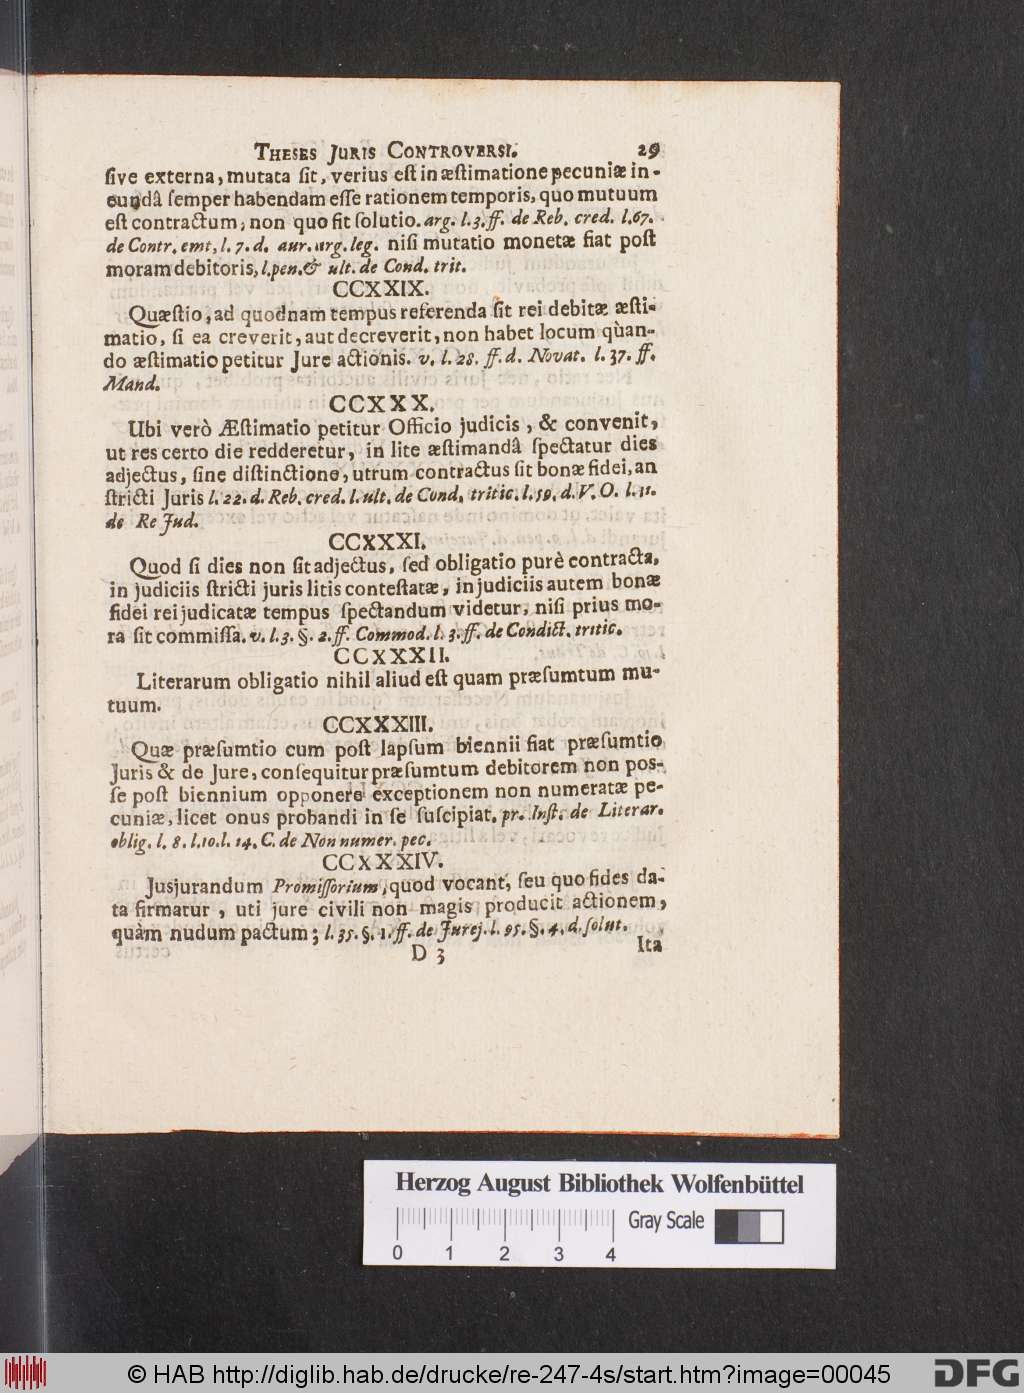 THESES JURIS CONTROVERSI. 29
ſive externa, mutata ſit, verius eſt in æſtimatione pecuniæ in-
eundâ ſemper habendam eſſe rationem temporis, quo mutuum
eſt contractum, non quo fit ſolutio. arg. l. 3. ff. de Reb. cred. l. 67.
de Contr. emt, l. 7. d. aur. arg. leg. niſi mutatio monetæ fiat poſt
moram debitoris, l. pen. & ult. de Cond. trit.
CCXXIX.
Quæſtio, ad quodnam tempus referenda ſit rei debitæ æſti-
matio, ſi ea creverit, aut decreverit, non habet locum quàn-
do æſtimatio petitur Jure actionis. v. l. 28. ff. d. Novat. l. 37. ff.
Mand.
CCXXX.
Ubi verò Æſtimatio petitur Officio judicis, & convenit,
ut res certo die redderetur, in lite æſtimandâ ſpectatur dies
adjectus, ſine diſtinctione, utrum contractus ſit bonæ fidei, an
ſtricti Juris l. 22. d. Reb. cred. l. ult. de Cond. tritic. l. 59. d. V. O. l. 11.
de Re Jud.
CCXXXI.
Quod ſi dies non ſit adjectus, ſed obligatio purè contracta,
in judiciis ſtricti juris litis conteſtatæ, in judiciis autem bonæ
fidei rei judicatæ tempus ſpectandum videtur, niſi prius mo-
ra ſit commiſſa. v. l. 3. §. 2. ff. Commod. l. 3. ff. de Condict. tritic.
CCXXXII.
Literarum obligatio nihil aliud eſt quam præſumtum mu-
tuum.
CCXXXIII.
Quæ præſumtio cum poſt lapſum biennii fiat præſumtio
Juris & de Jure, conſequitur præſumtum debitorem non poſ-
ſe poſt biennium opponere exceptionem non numeratæ pe-
cuniæ, licet onus probandi in ſe ſuſcipiat. pr. Inſt. de Literar.
oblig. l. 8. l. 10. l. 14. C. de Non numer. pec.
CCXXXIV.
Jusjurandum Promiſſorium, quod vocant, ſeu quo fides da-
ta firmatur, uti jure civili non magis producit actionem,
quàm nudum pactum; l. 35. §. 1. ff. de Jurej. l. 95. §. 4. d. ſolut.
D 3 Ita
Herzog August Bibliothek Wolfenbüttel
Gray Scale
0 1 2 3 4
© HAB http://diglib.hab.de/drucke/re-247-4s/start.htm?image=00045 DFG